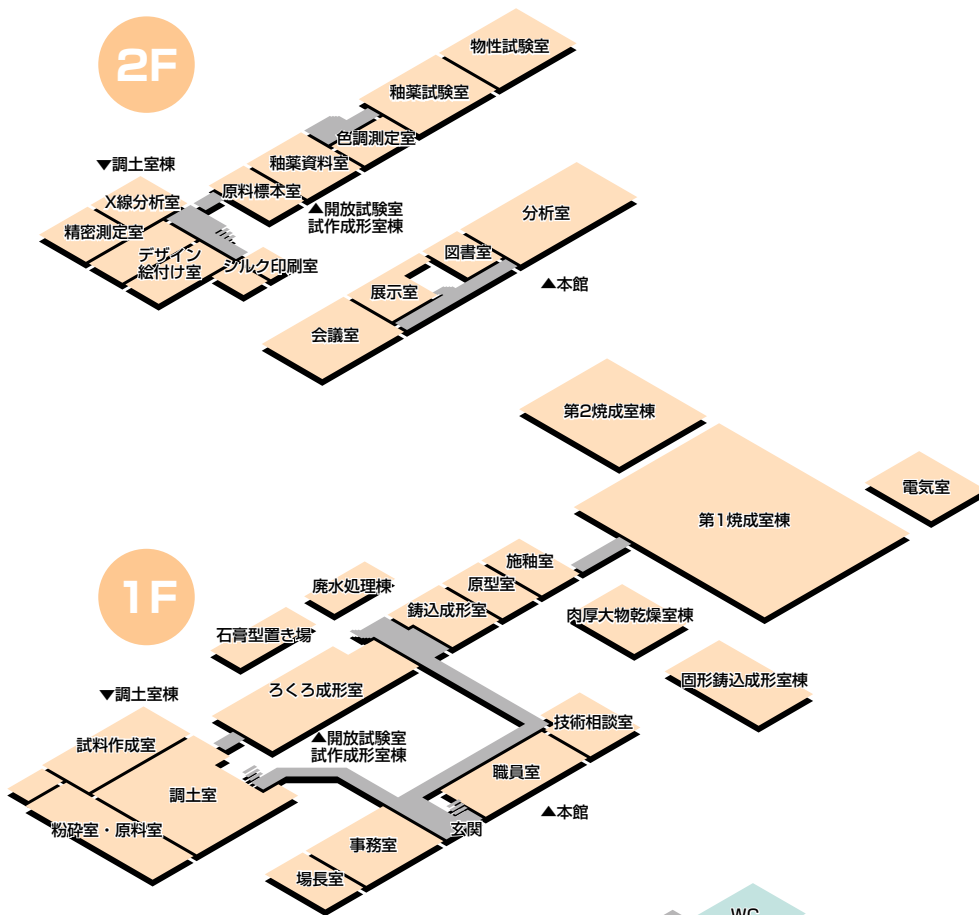 2F
物性試験室
釉薬試験室
色調測定室
釉薬資料室
原料標本室
▼調土室棟
X線分析室
精密測定室
デザイン
絵付け室
シルク印刷室
▲開放試験室
試作成形室棟
分析室
図書室
展示室
会議室
▲本館
1F
第2焼成室棟
第1焼成室棟
電気室
施釉室
原型室
鋳込成形室
廃水処理棟
石膏型置き場
肉厚大物乾燥室棟
固形鋳込成形室棟
ろくろ成形室
▼調土室棟
▲開放試験室
試作成形室棟
技術相談室
職員室
試料作成室
調土室
粉砕室・原料室
▲本館
玄関
事務室
場長室
WC